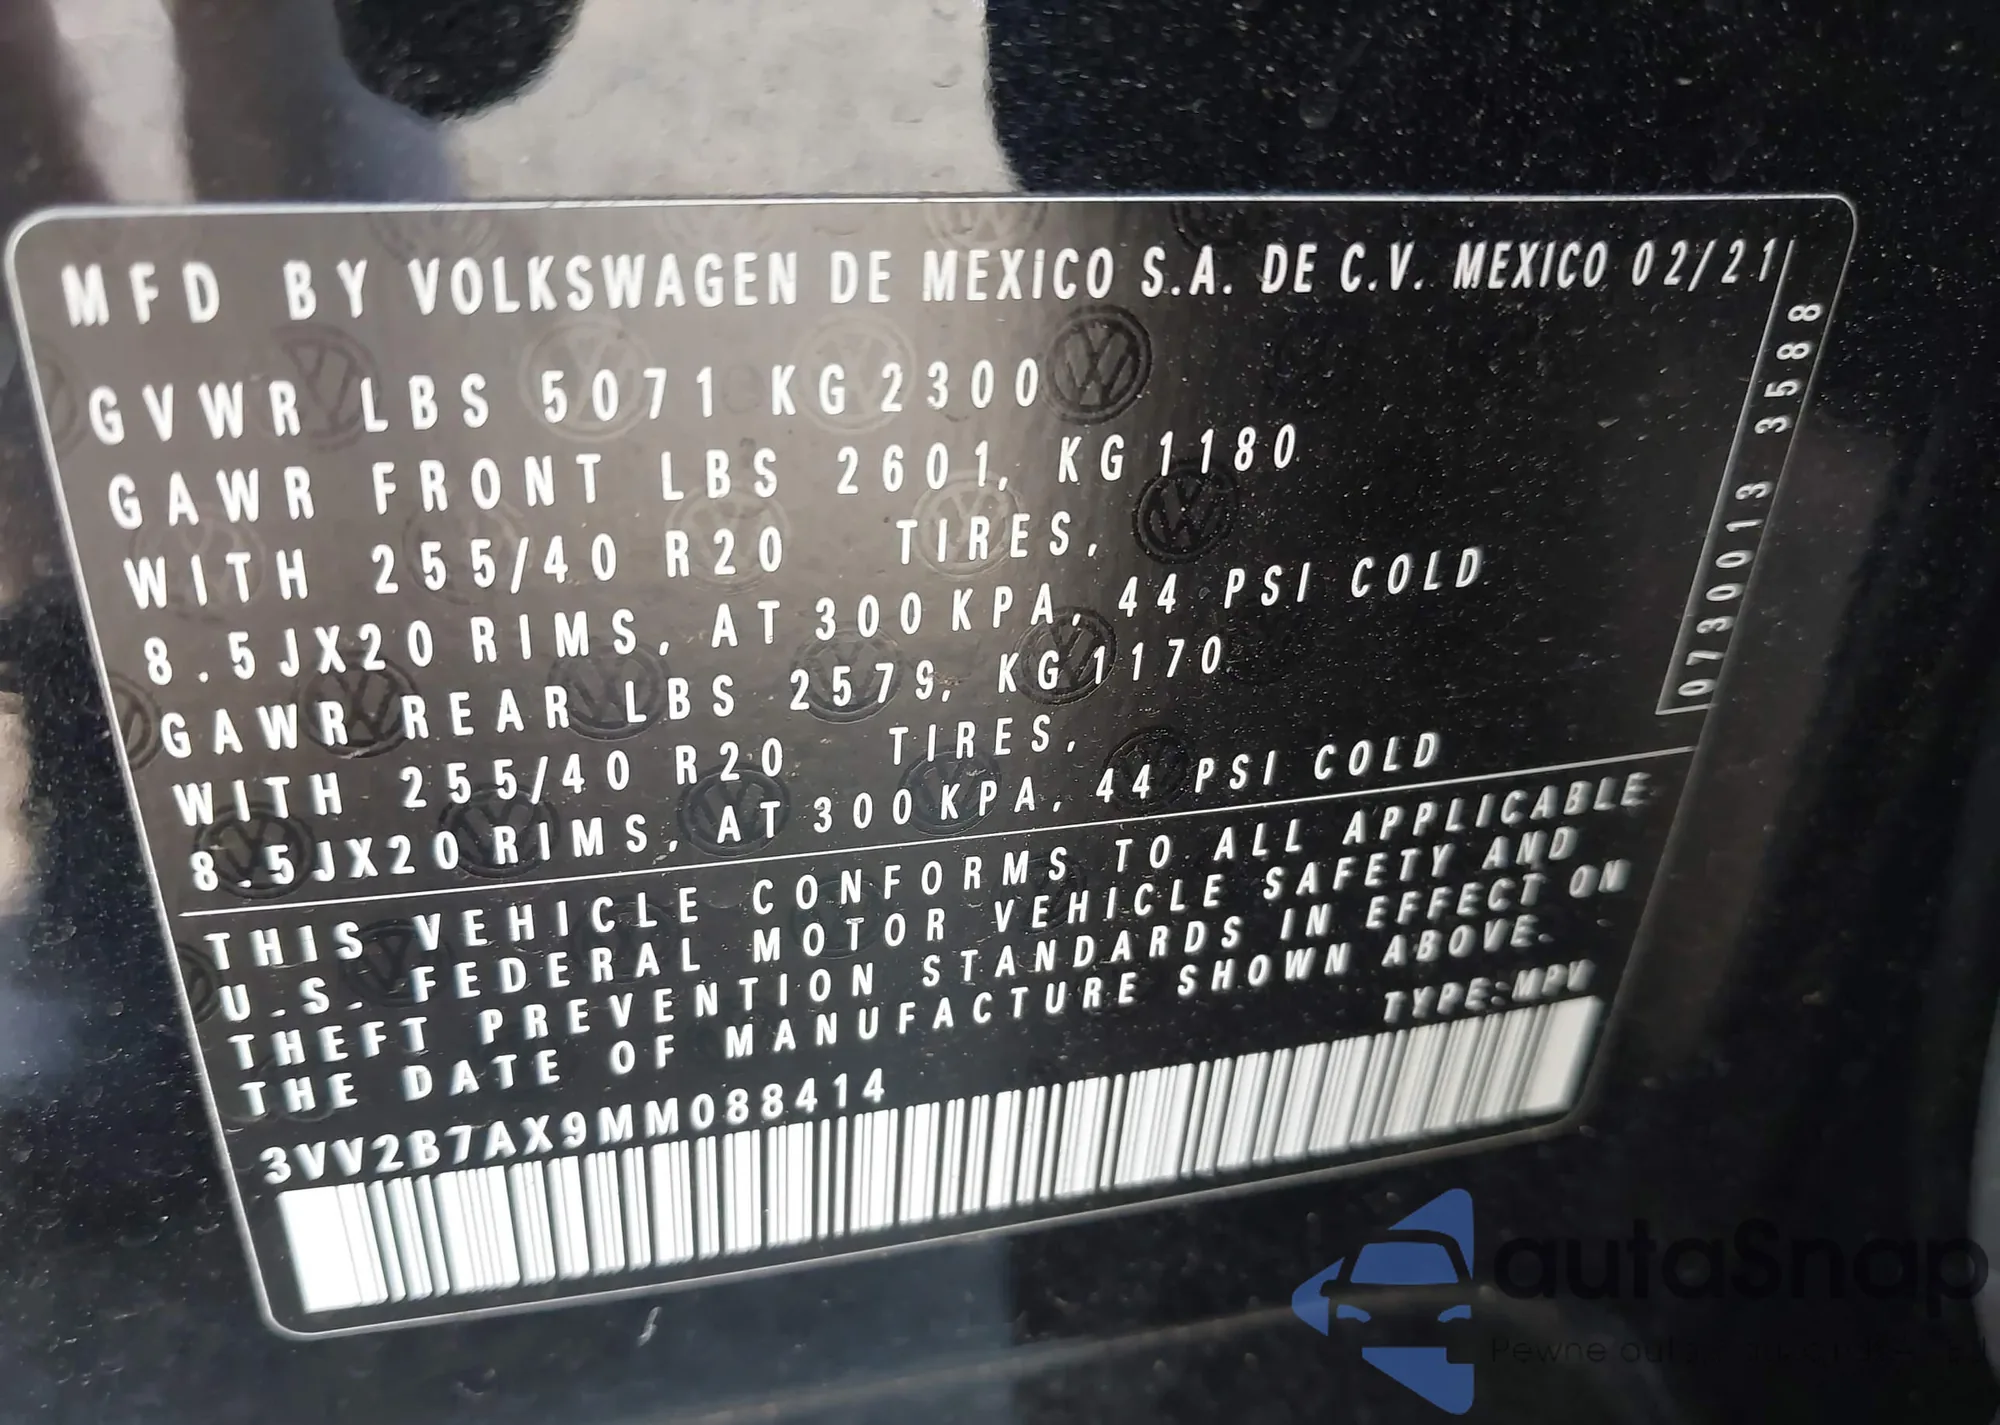 MFD BY VOLKSWAGEN DE MEXICO S.A. DE C.V. MEXICO 02/21
GVWR LBS 5071 KG 2300
GAWR FRONT LBS 2601, KG 1180
WITH 255/40 R20 TIRES,
8.5JX20 RIMS, AT 300 KPA, 44 PSI COLD
GAWR REAR LBS 2579, KG 1170
WITH 255/40 R20 TIRES,
8.5JX20 RIMS, AT 300 KPA, 44 PSI COLD
0730013 3588
THIS VEHICLE CONFORMS TO ALL APPLICABLE
U.S. FEDERAL MOTOR VEHICLE SAFETY AND
THEFT PREVENTION STANDARDS IN EFFECT ON
THE DATE OF MANUFACTURE SHOWN ABOVE.
TYPE:MPV
3VV2B7AX9MM088414
autaSnap
Pewne